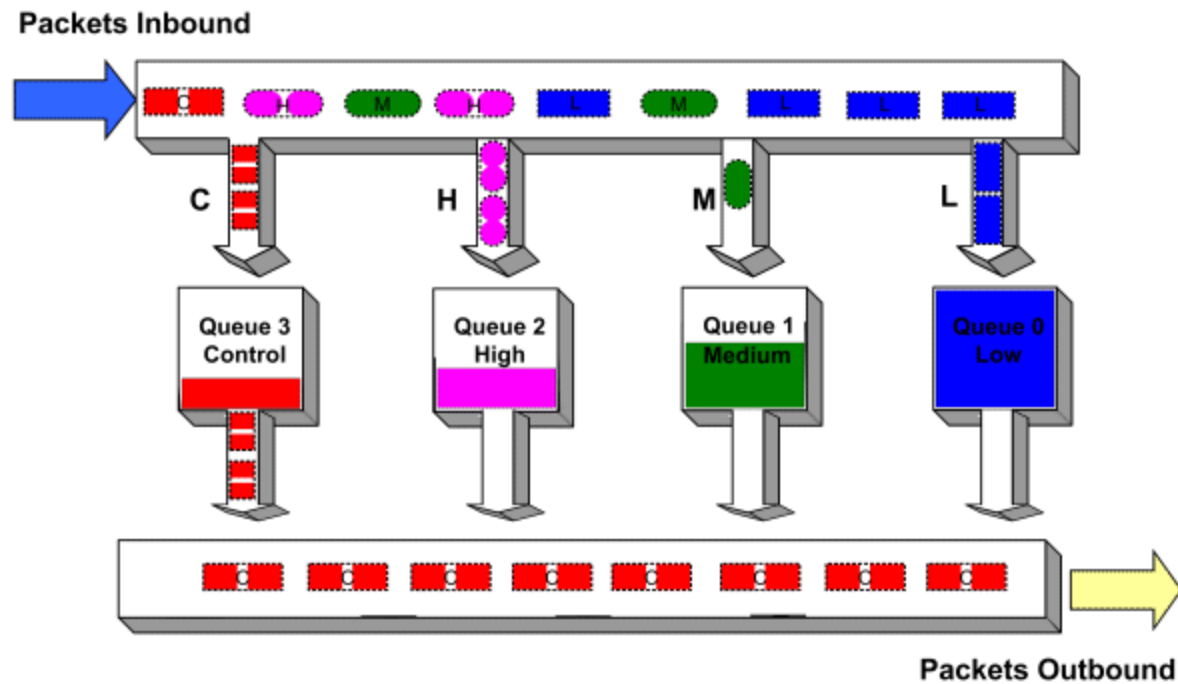 Packets Inbound
C H M H L M L L L
C H M L
Queue 3 Queue 2 Queue 1 Queue 0
Control High Medium Low
C C C C C C C C
Packets Outbound